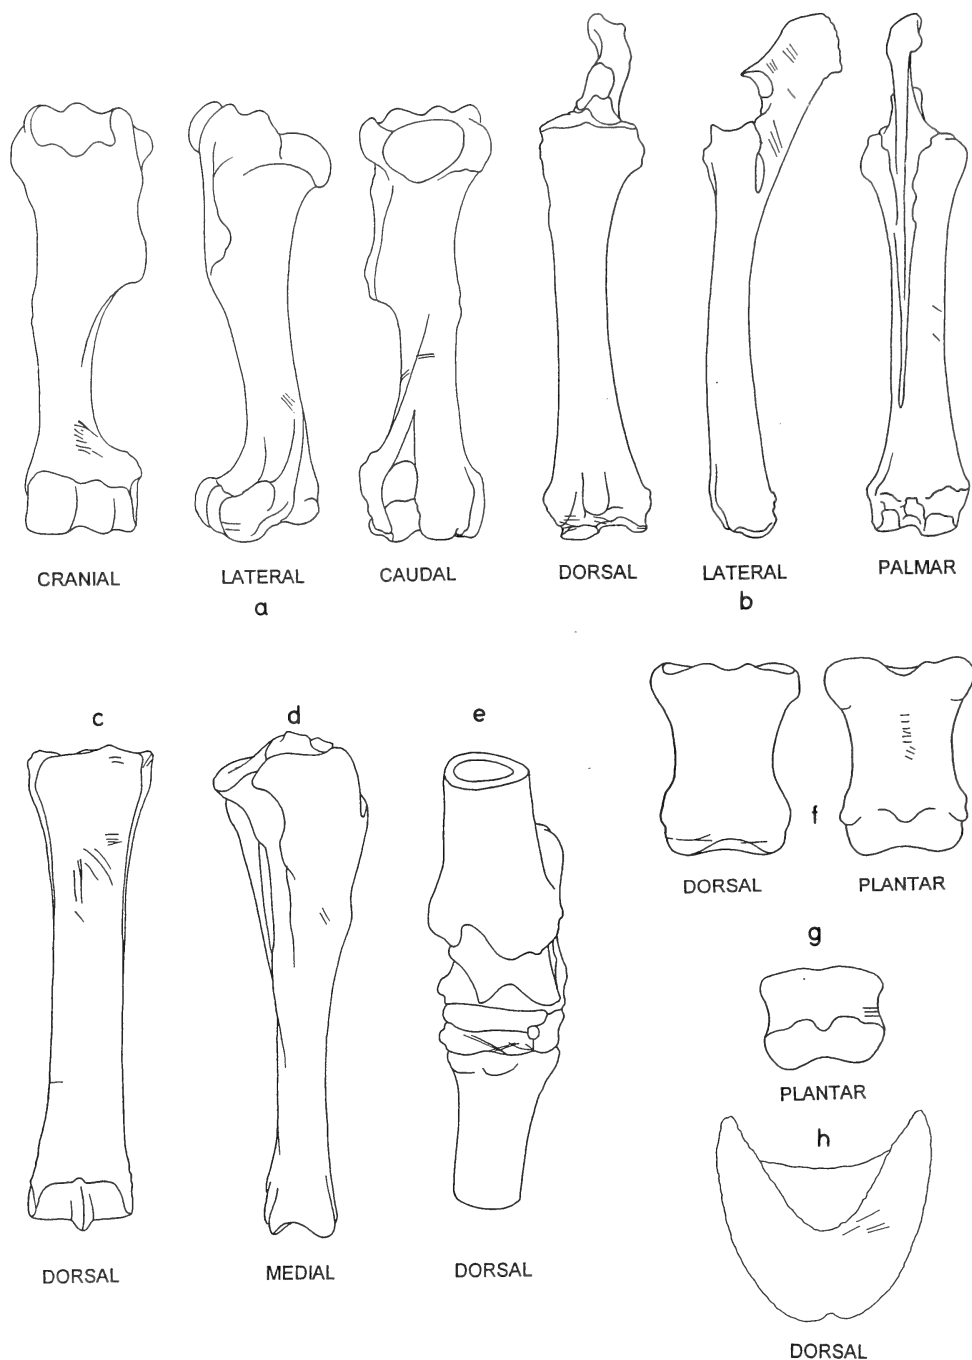 CRANIAL LATERAL CAUDAL DORSAL LATERAL PALMAR
a b
c d e
f
DORSAL PLANTAR
g
PLANTAR
h
DORSAL MEDIAL DORSAL
DORSAL